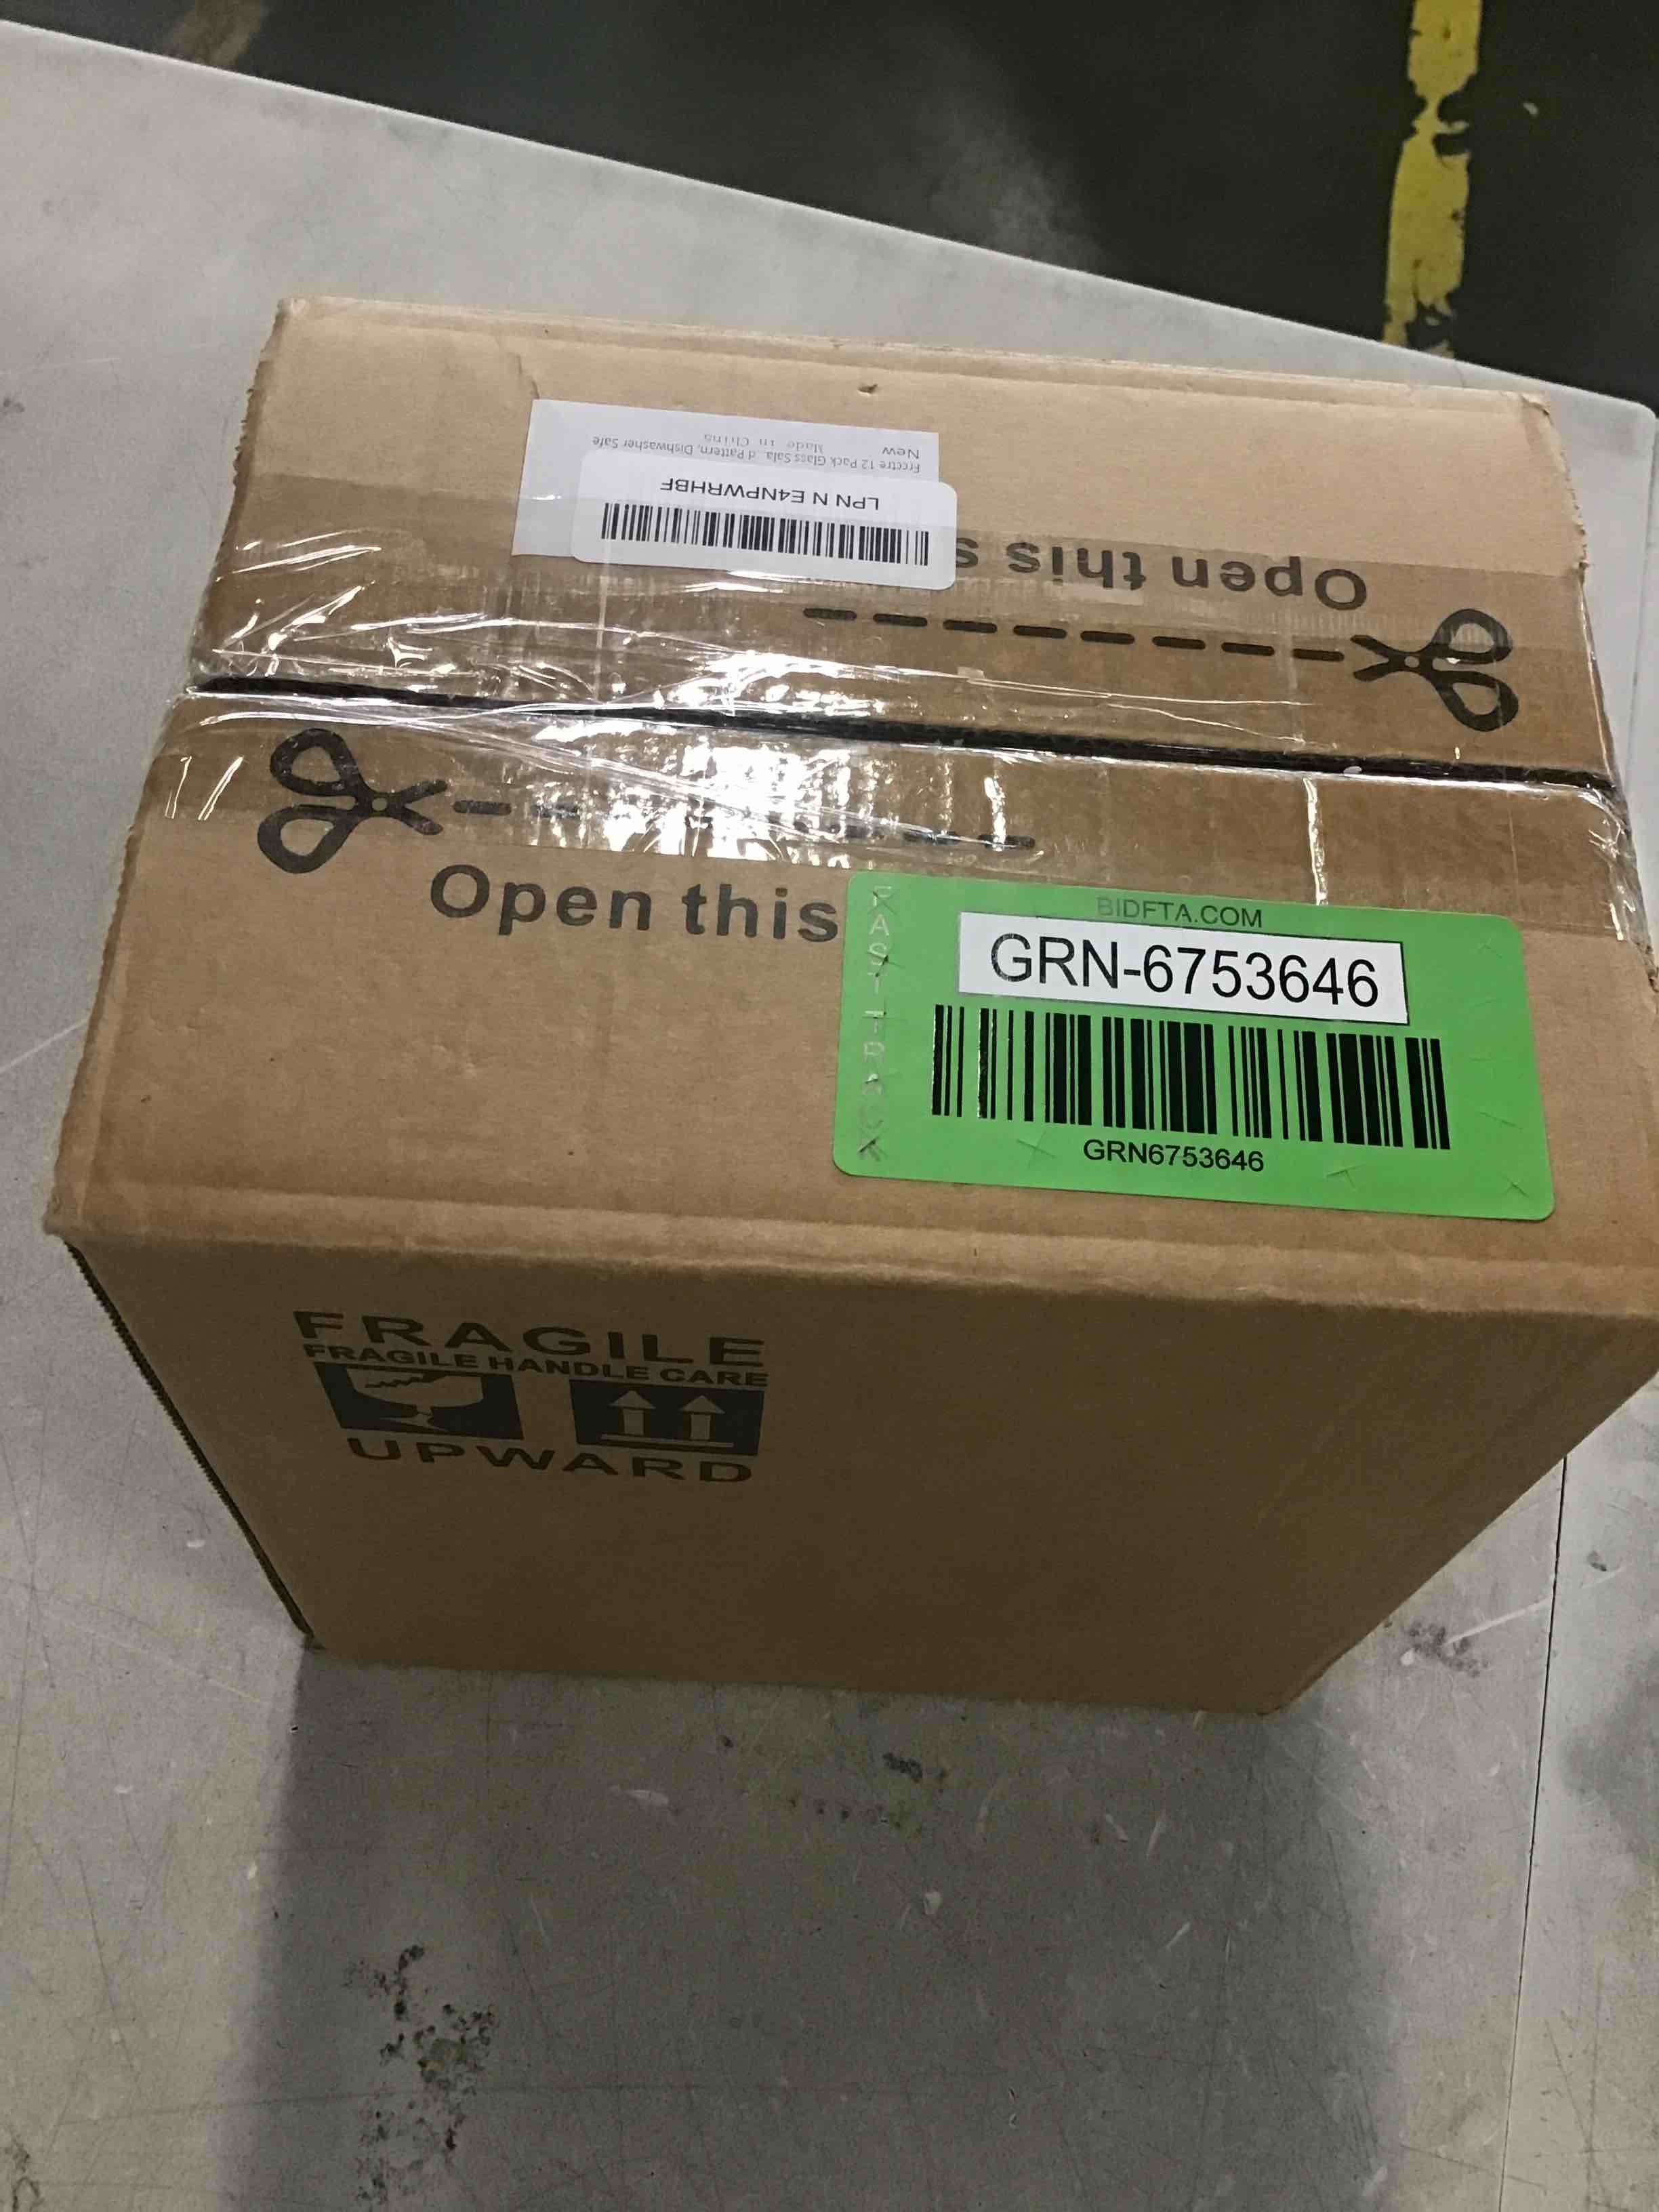 Frcctre 12 Pack Glass Sala...d Pattern, Dishwasher Safe
New
Made in China
LPN N E4NPWRHBF
Open this s
Open this
FAST TRACK
BIDFTA.COM
GRN-6753646
GRN6753646
FRAGILE
FRAGILE HANDLE CARE
UPWARD